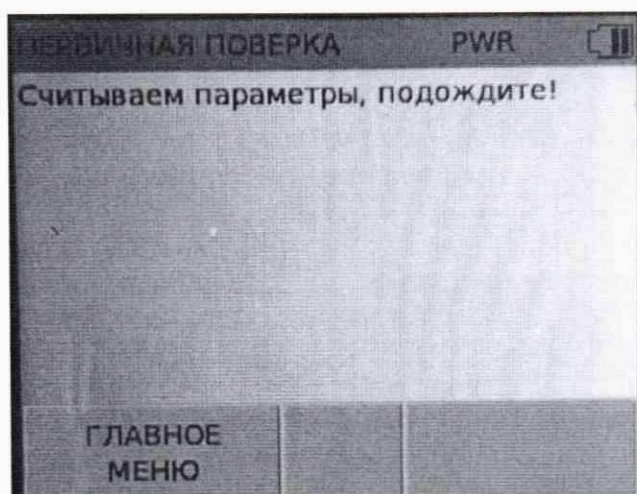 ПЕРВИЧНАЯ ПОВЕРКА PWR
Считываем параметры, подождите!
ГЛАВНОЕ
МЕНЮ